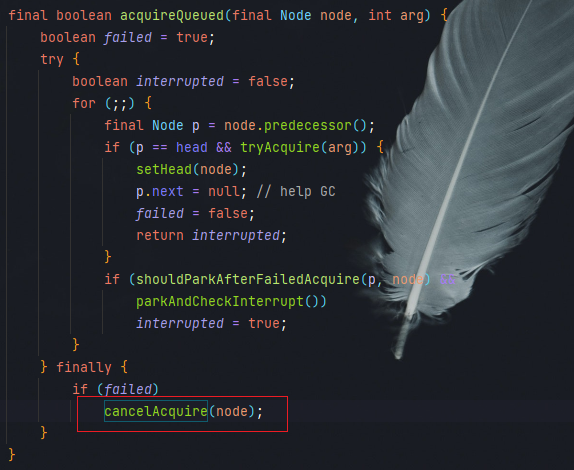 final boolean acquireQueued(final Node node, int arg) {
boolean failed = true;
try {
boolean interrupted = false;
for (;;) {
final Node p = node.predecessor();
if (p == head && tryAcquire(arg)) {
setHead(node);
p.next = null; // help GC
failed = false;
return interrupted;
}
if (shouldParkAfterFailedAcquire(p, node) &&
parkAndCheckInterrupt())
interrupted = true;
}
} finally {
if (failed)
cancelAcquire(node);
}
}